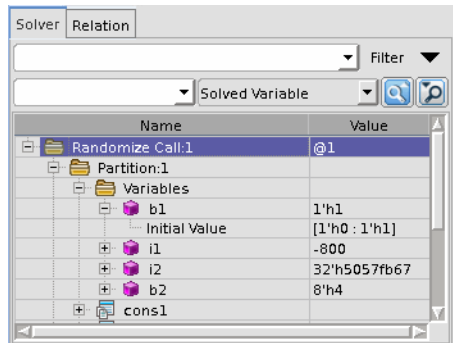 Solver Relation
Filter
Solved Variable
Name Value
Randomize Call:1 @1
Partition:1
Variables
b1 1'h1
Initial Value [1'h0 : 1'h1]
i1 -800
i2 32'h5057fb67
b2 8'h4
cons1